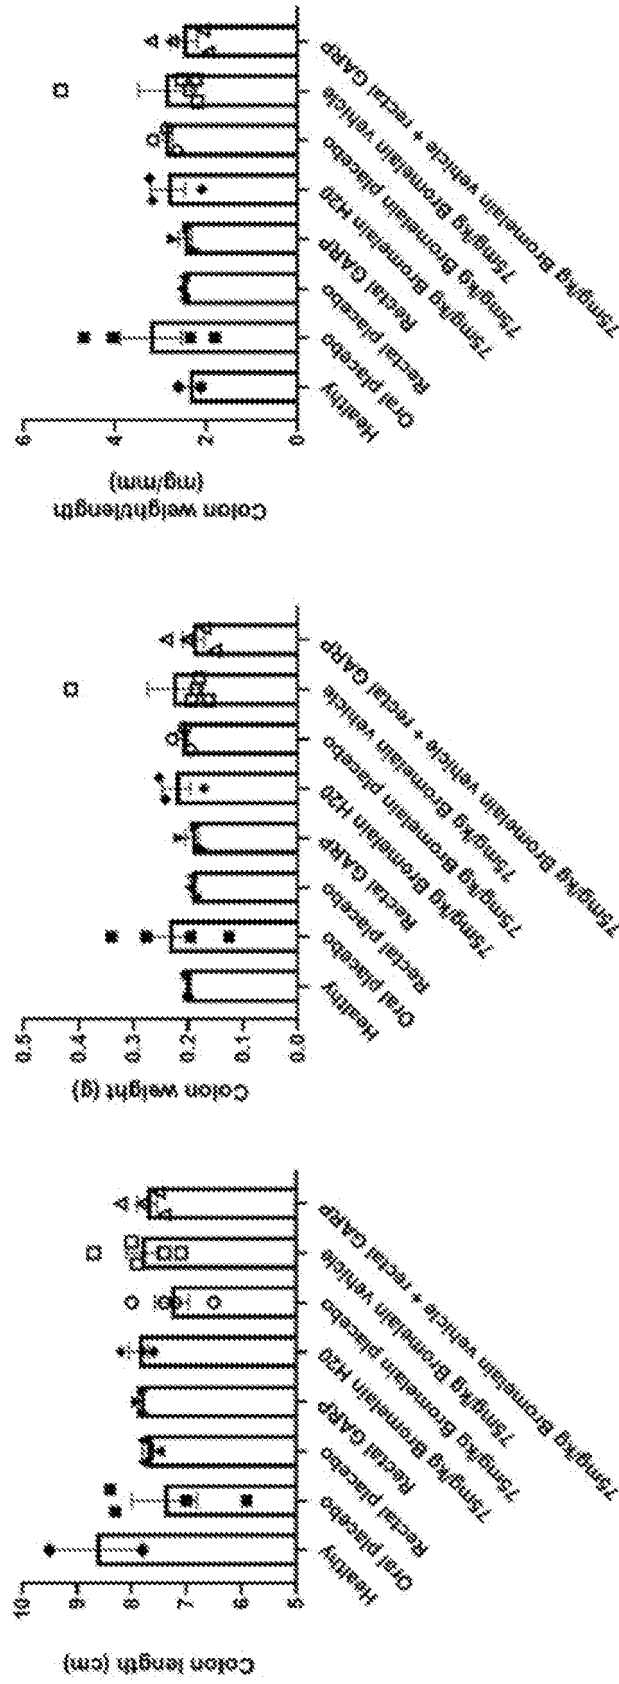 Colon length (cm)
10
9
8
7
6
5
Healthy
Oral placebo
Rectal placebo
Rectal GARP
75mg/kg Bromelain H20
75mg/kg Bromelain placebo
75mg/kg Bromelain vehicle
75mg/kg Bromelain vehicle + rectal GARP
Colon weight (g)
0.5
0.4
0.3
0.2
0.1
0.0
Healthy
Oral placebo
Rectal placebo
Rectal GARP
75mg/kg Bromelain H20
75mg/kg Bromelain placebo
75mg/kg Bromelain vehicle
75mg/kg Bromelain vehicle + rectal GARP
Colon weight/length
(mg/mm)
6
4
2
0
Healthy
Oral placebo
Rectal placebo
Rectal GARP
75mg/kg Bromelain H20
75mg/kg Bromelain placebo
75mg/kg Bromelain vehicle
75mg/kg Bromelain vehicle + rectal GARP